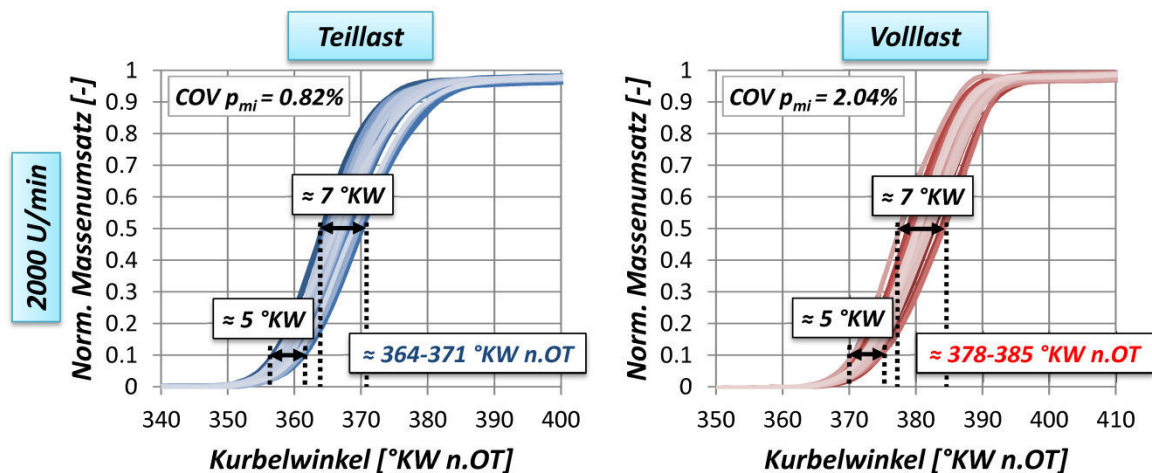 Teillast
Volllast
2000 U/min
Norm. Massenumsatz [-]
1
0.9
0.8
0.7
0.6
0.5
0.4
0.3
0.2
0.1
0
COV pmi = 0.82%
≈ 7 °KW
≈ 5 °KW
≈ 364-371 °KW n.OT
340 350 360 370 380 390 400
Kurbelwinkel [°KW n.OT]
Norm. Massenumsatz [-]
1
0.9
0.8
0.7
0.6
0.5
0.4
0.3
0.2
0.1
0
COV pmi = 2.04%
≈ 7 °KW
≈ 5 °KW
≈ 378-385 °KW n.OT
350 360 370 380 390 400 410
Kurbelwinkel [°KW n.OT]